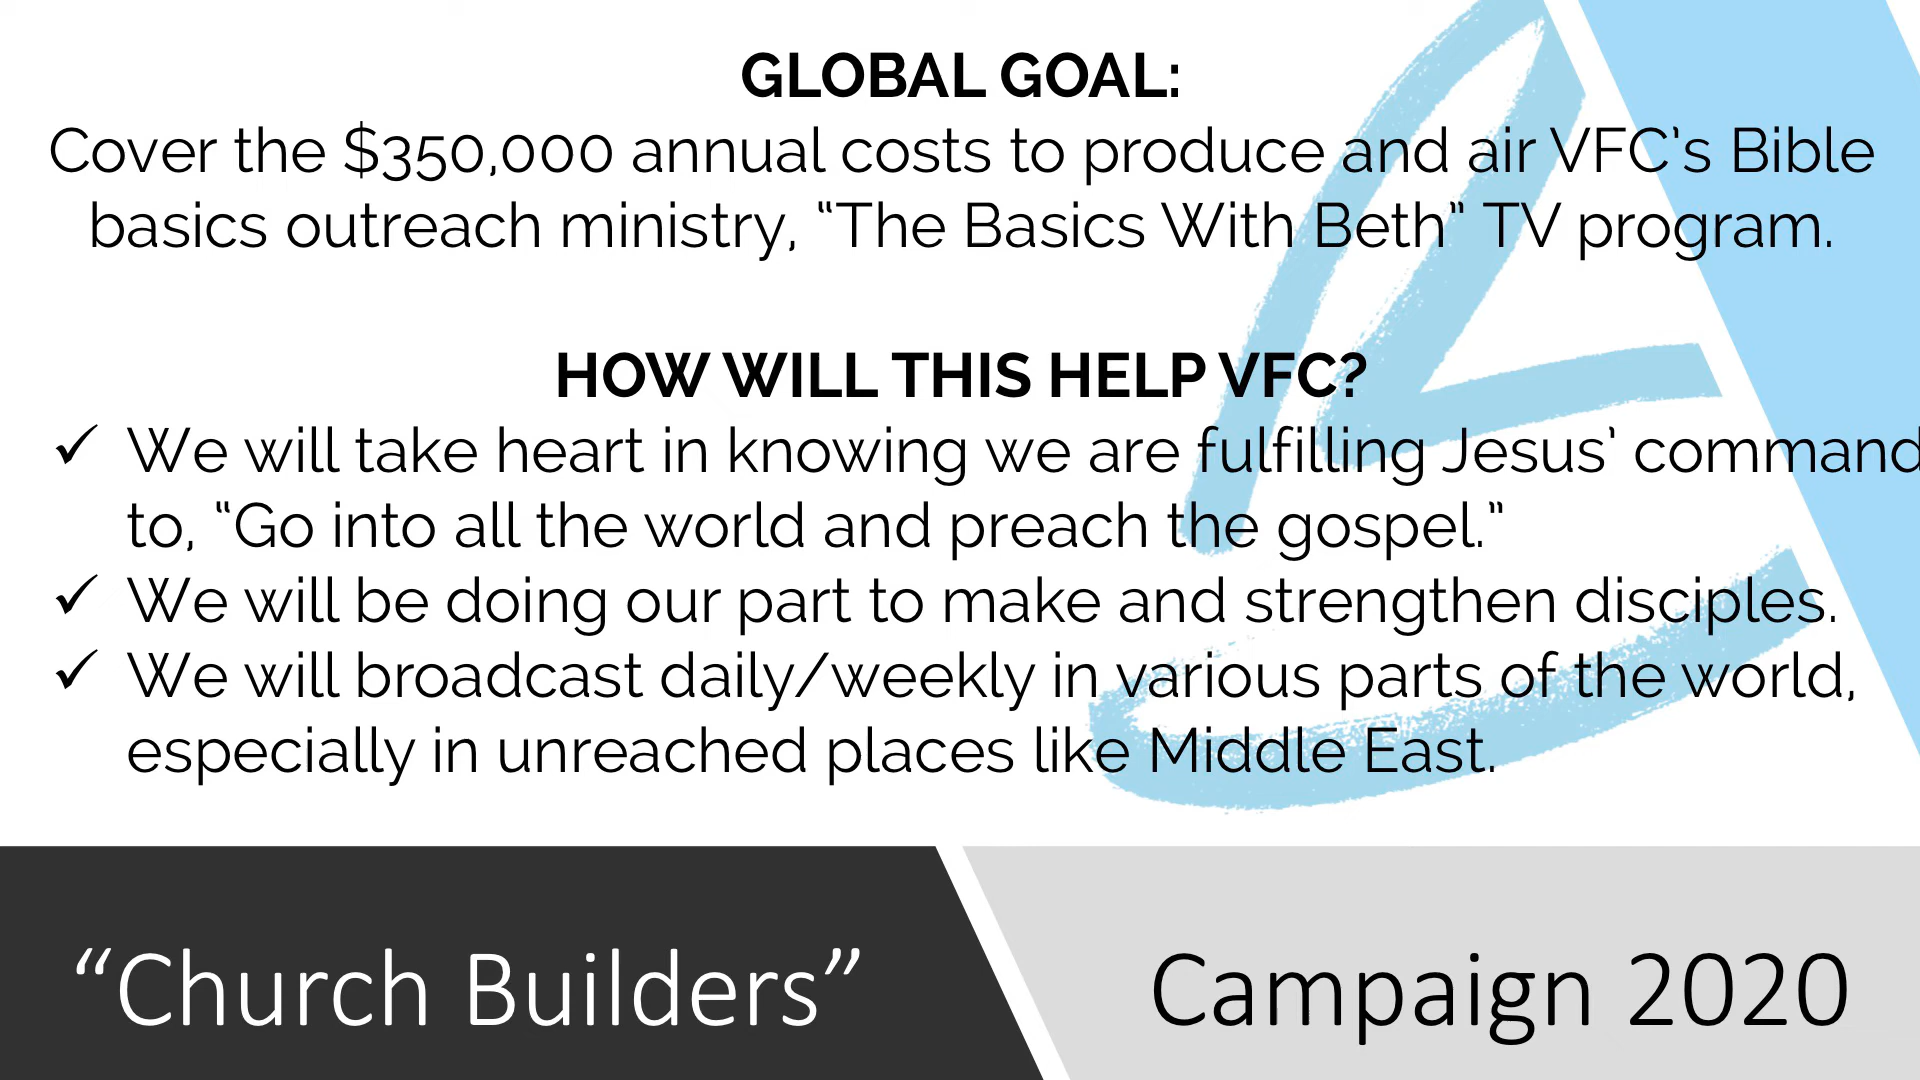 GLOBAL GOAL:
Cover the $350,000 annual costs to produce and air VFC’s Bible
basics outreach ministry, “The Basics With Beth” TV program.
HOW WILL THIS HELP VFC?
✓ We will take heart in knowing we are fulfilling Jesus’ command
to, “Go into all the world and preach the gospel.”
✓ We will be doing our part to make and strengthen disciples.
✓ We will broadcast daily/weekly in various parts of the world,
especially in unreached places like Middle East.
“Church Builders”
Campaign 2020